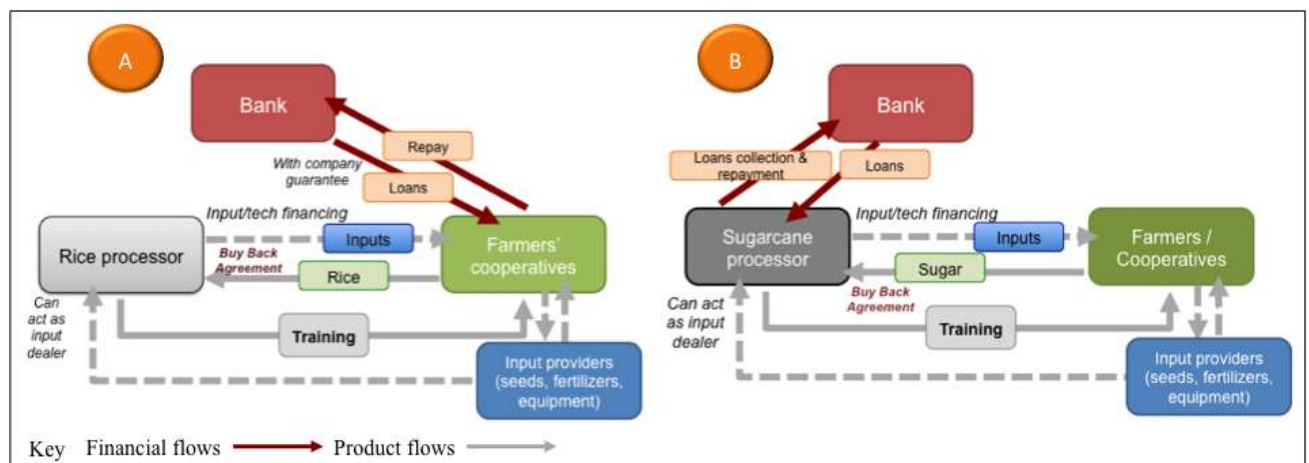 A
Bank
Repay
With company
guarantee
Loans
Input/tech financing
Rice processor
Inputs
Farmers'
cooperatives
Buy Back
Agreement
Rice
Can
act as
input
dealer
Training
Input providers
(seeds, fertilizers,
equipment)
B
Bank
Loans collection &
repayment
Loans
Input/tech financing
Sugarcane
processor
Inputs
Farmers /
Cooperatives
Sugar
Buy Back
Agreement
Can act
as input
dealer
Training
Input providers
(seeds, fertilizers,
equipment)
Key Financial flows Product flows